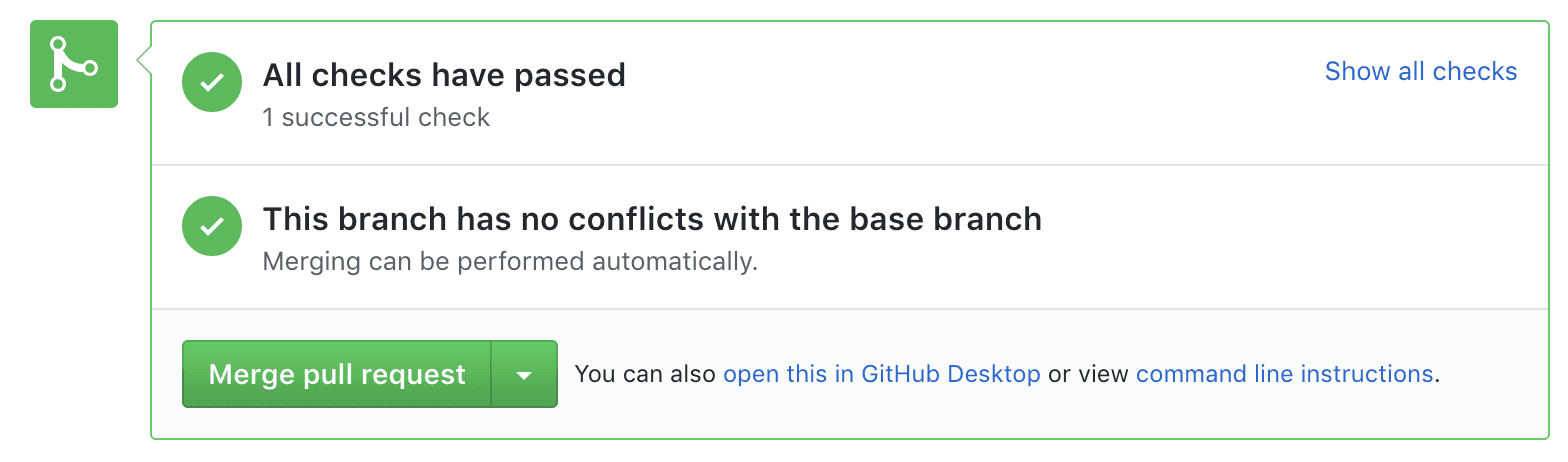 All checks have passed
Show all checks
1 successful check
This branch has no conflicts with the base branch
Merging can be performed automatically.
Merge pull request
You can also open this in GitHub Desktop or view command line instructions.